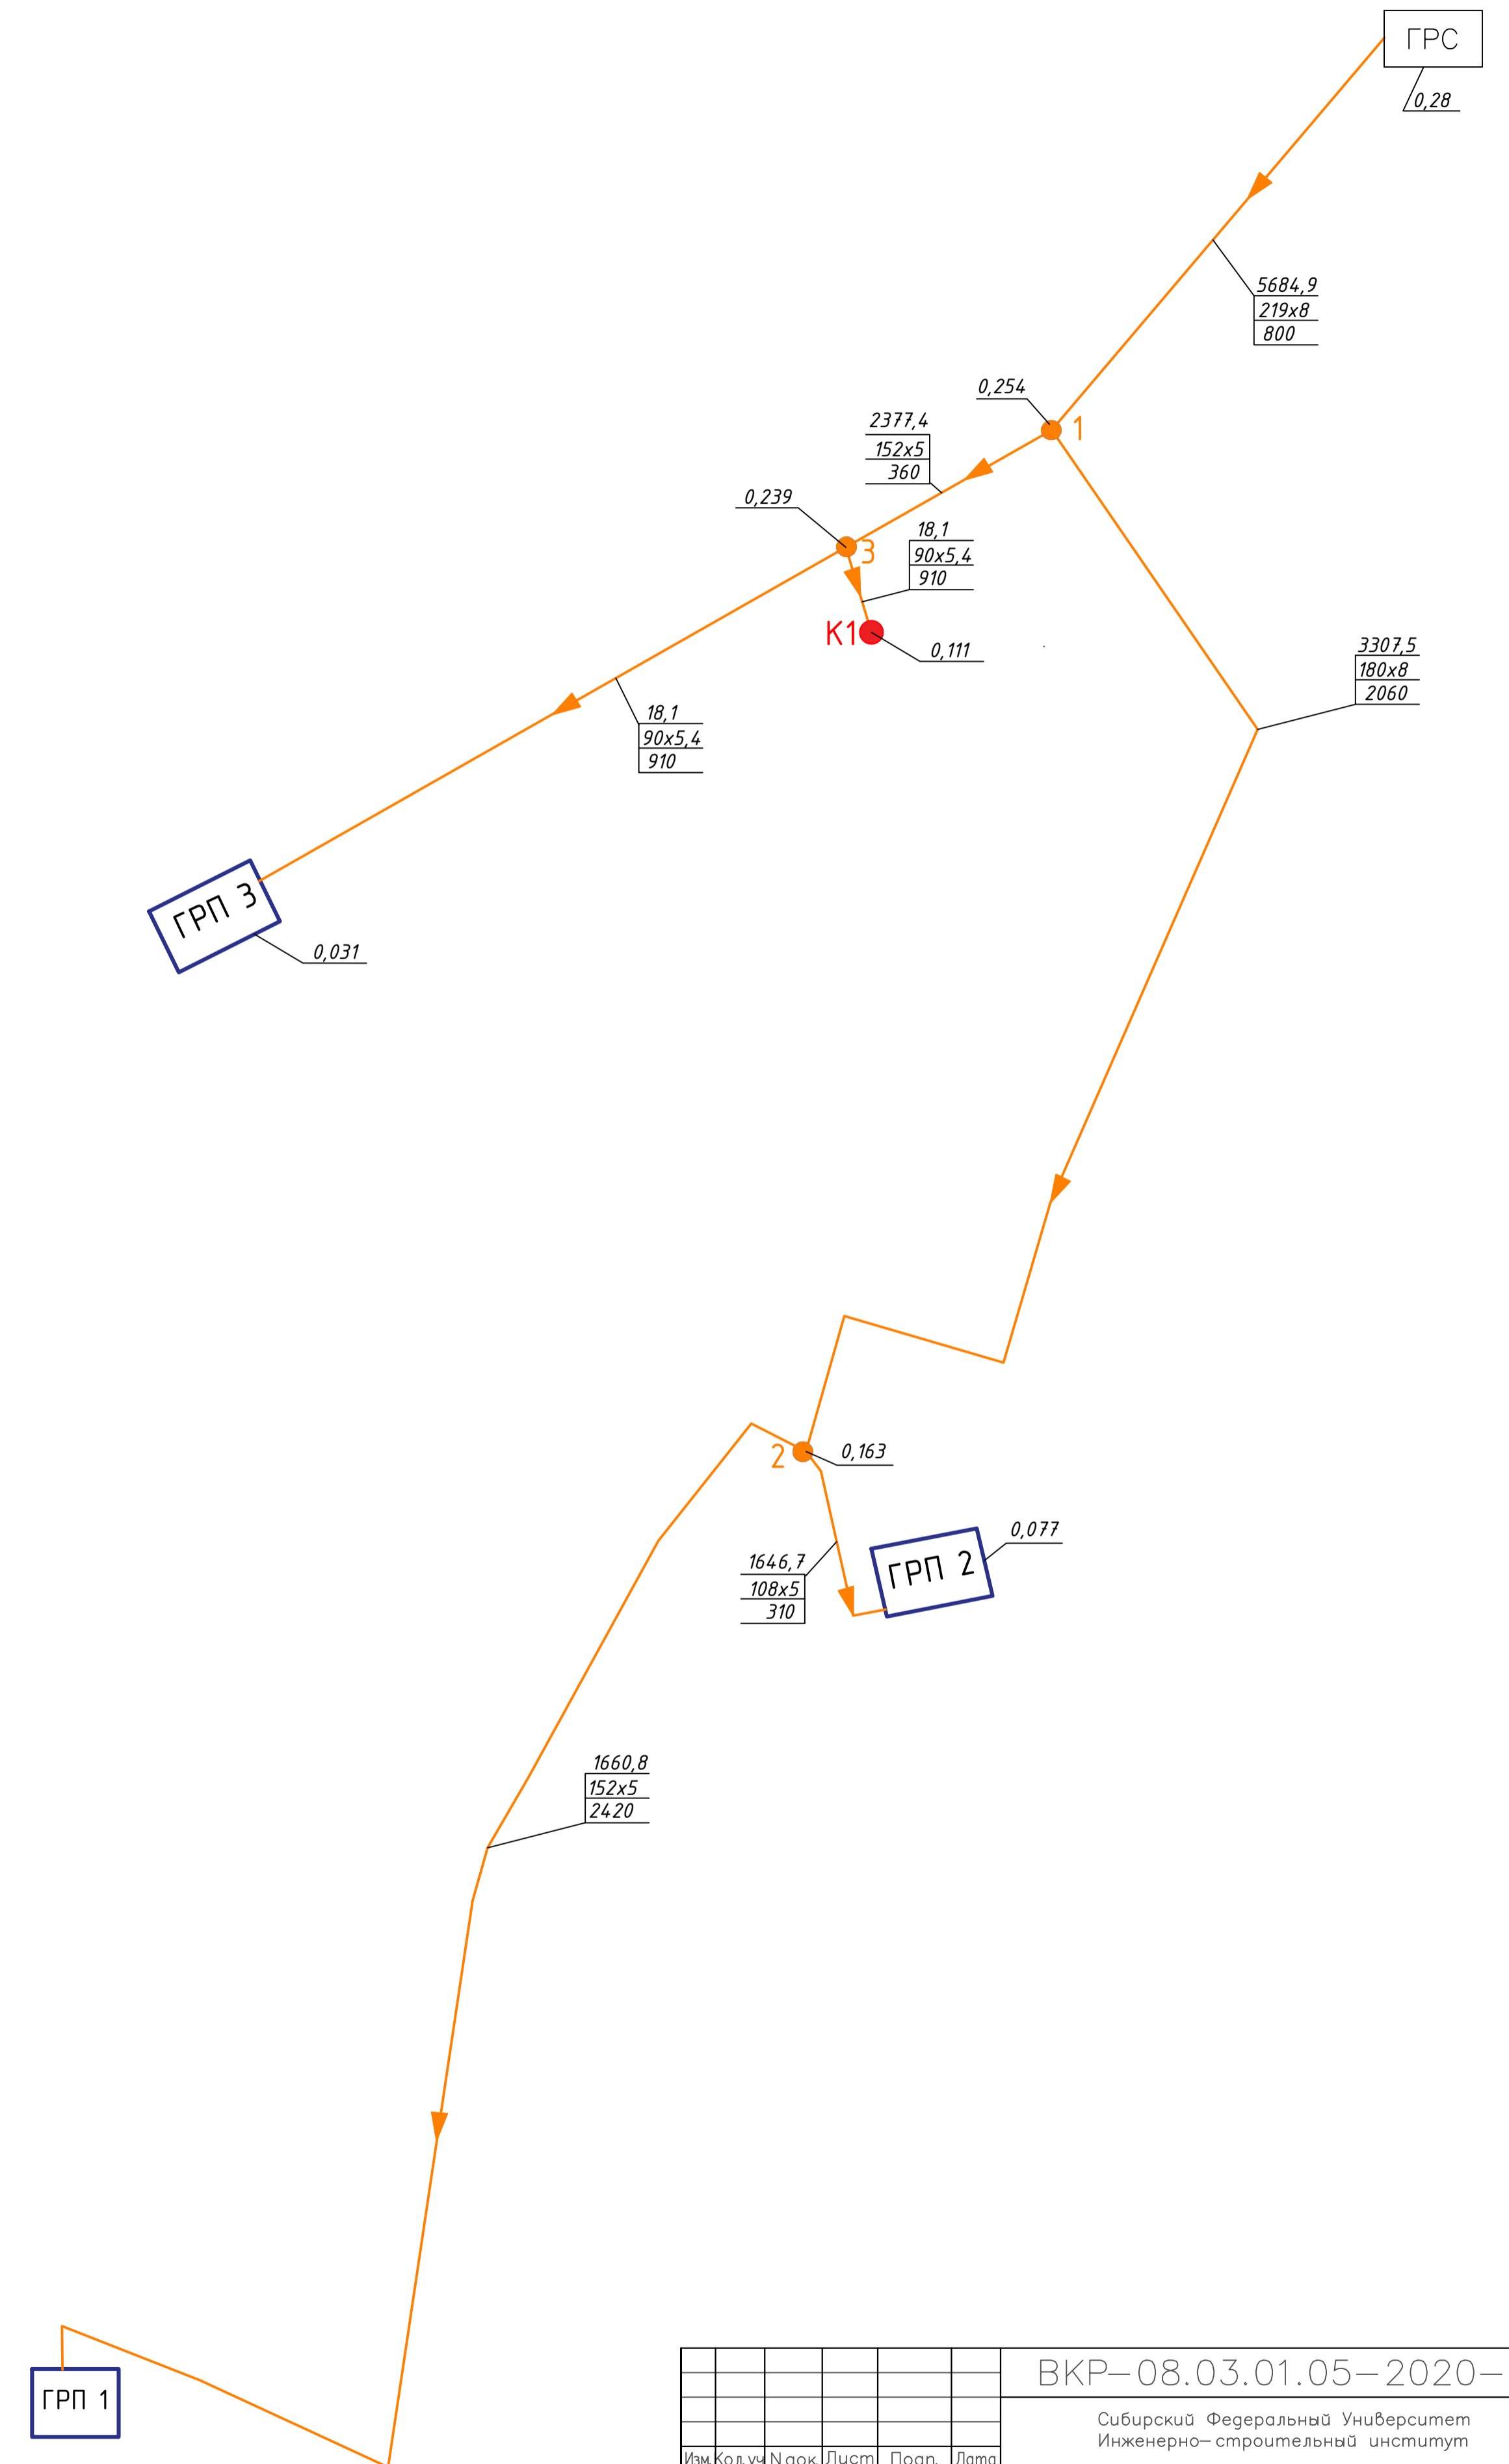 ГРС
0,28
5684,9
219x8
800
0,254
1
2377,4
152x5
360
0,239
3
18,1
90x5,4
910
К1
0,111
3307,5
180x8
2060
18,1
90x5,4
910
ГРП 3
0,031
2
0,163
0,077
ГРП 2
1646,7
108x5
310
1660,8
152x5
2420
ГРП 1
ВКР-08.03.01.05-2020-
Сибирский Федеральный Университет
Инженерно-строительный институт
Изм. Кол.уч N док. Лист Подп. Дата